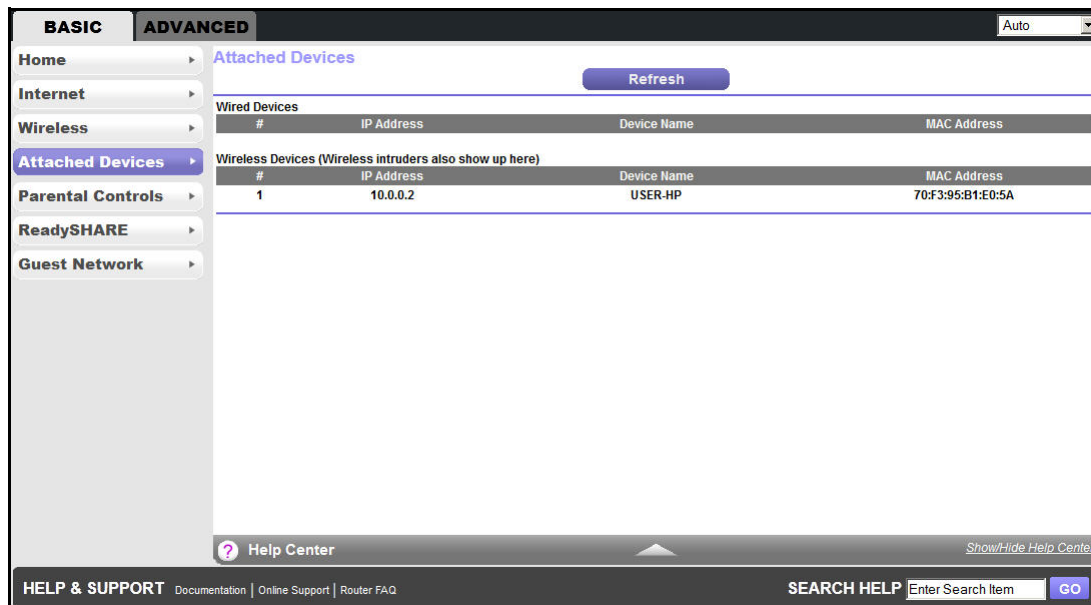 BASIC ADVANCED Auto
Home
Internet
Wireless
Attached Devices
Parental Controls
ReadySHARE
Guest Network
Attached Devices
Refresh
Wired Devices
# IP Address Device Name MAC Address
Wireless Devices (Wireless intruders also show up here)
# IP Address Device Name MAC Address
1 10.0.0.2 USER-HP 70:F3:95:B1:E0:5A
? Help Center Show/Hide Help Cente
HELP & SUPPORT Documentation | Online Support | Router FAQ SEARCH HELP Enter Search Item GO